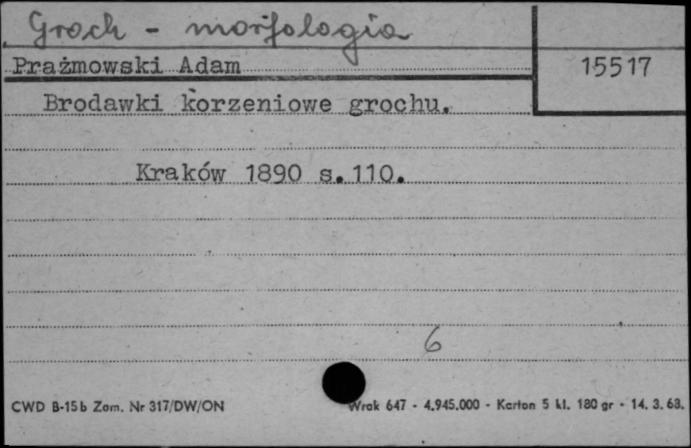 Groch - morfologia
Prażmowski Adam
15517
Brodawki korzeniowe grochu.
Kraków 1890 s. 110.
6
CWD B-15b Zam. Nr 317/DW/ON
Wrak 647 - 4.945.000 - Karton 5 kl. 180 gr - 14. 3. 63.